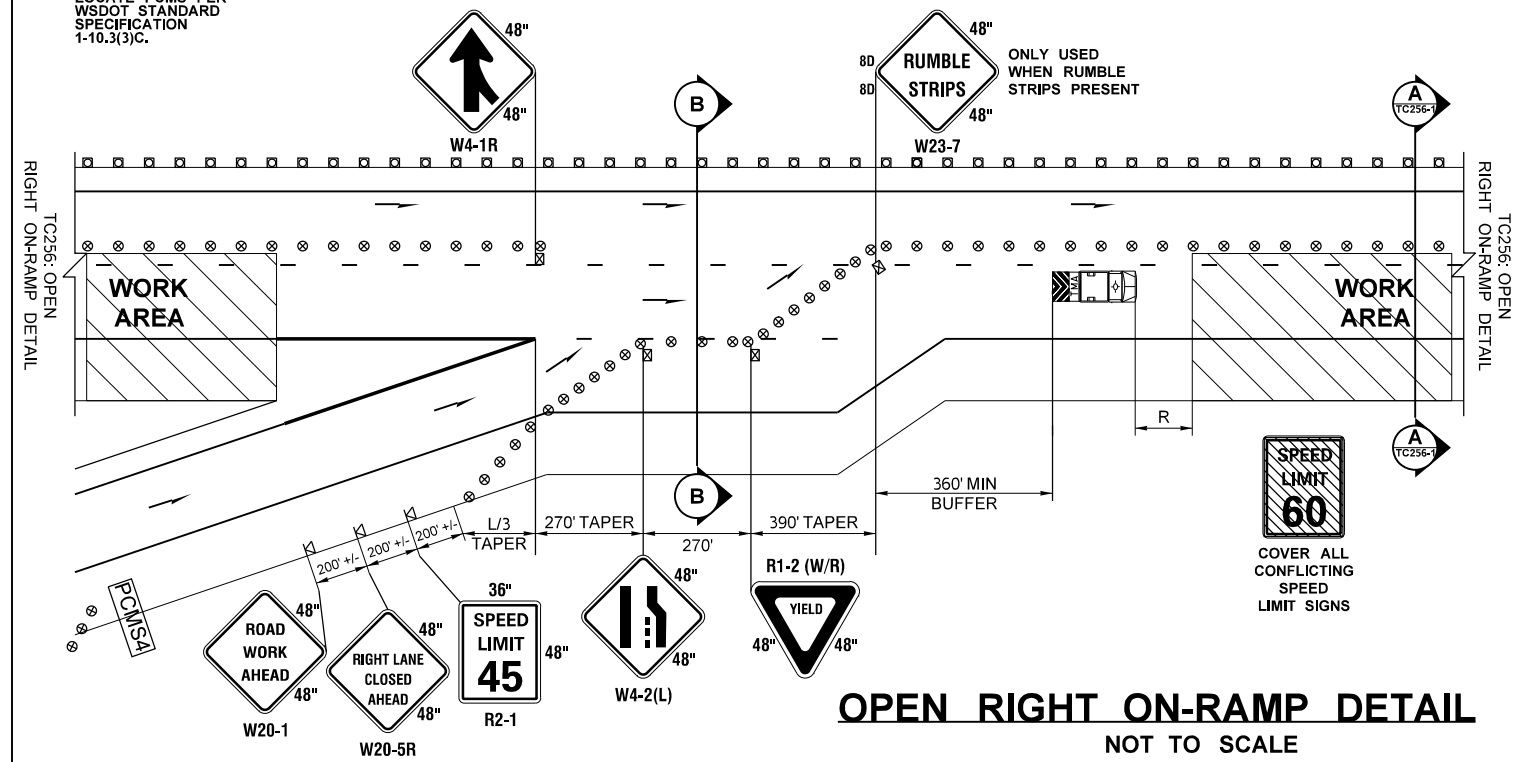 WSDOT STANDARD
SPECIFICATION
1-10.3(3)C.
48"
48"
W4-1R
B
8D
8D
RUMBLE
STRIPS
48"
48"
W23-7
ONLY USED
WHEN RUMBLE
STRIPS PRESENT
A
TC256-1
TC256: OPEN
RIGHT ON-RAMP DETAIL
TC256: OPEN
RIGHT ON-RAMP DETAIL
WORK
AREA
TMA
WORK
AREA
R
A
TC256-1
B
360' MIN
BUFFER
SPEED
LIMIT
60
COVER ALL
CONFLICTING
SPEED
LIMIT SIGNS
200' +/-
200' +/-
200' +/-
L/3
TAPER
270' TAPER
270'
390' TAPER
PCMS4
ROAD
WORK
AHEAD
48"
48"
W20-1
RIGHT LANE
CLOSED
AHEAD
48"
48"
W20-5R
36"
SPEED
LIMIT
45
48"
R2-1
48"
48"
W4-2(L)
R1-2 (W/R)
YIELD
48"
48"
OPEN RIGHT ON-RAMP DETAIL
NOT TO SCALE